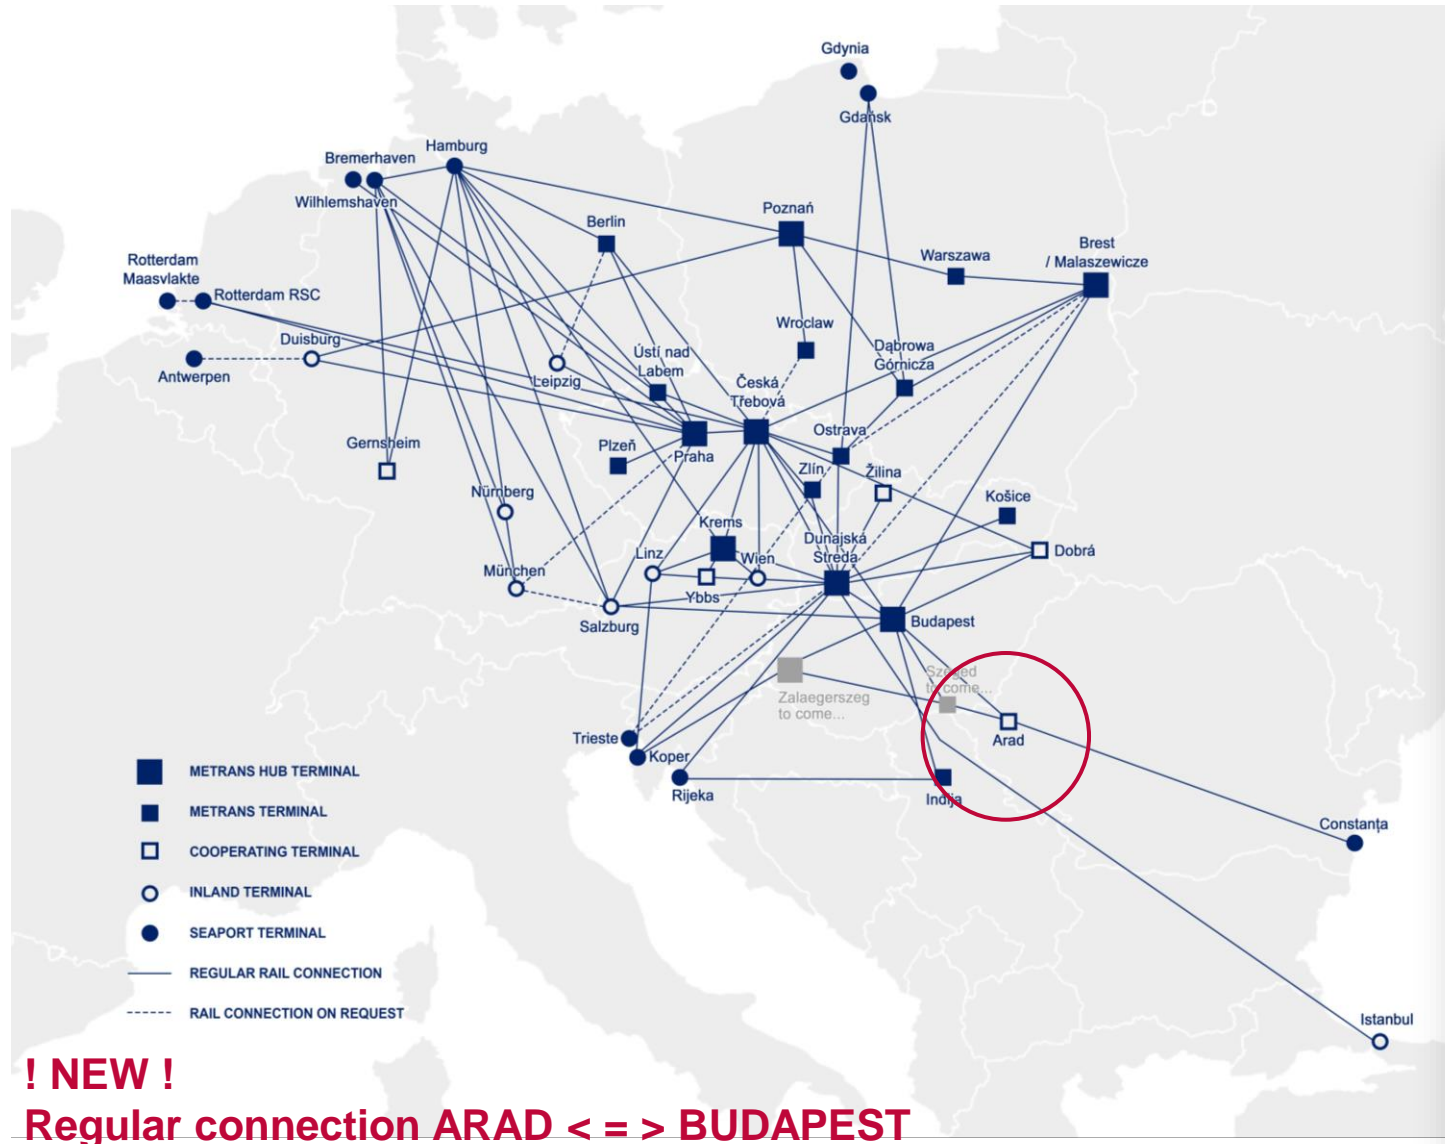 Gdynia
Gdańsk
Hamburg
Bremerhaven
Wilhlemshaven
Berlin
Poznań
Warszawa
Brest
/ Malaszewicze
Rotterdam
Maasvlakte
Rotterdam RSC
Duisburg
Antwerpen
Leipzig
Ústí nad
Labem
Wroclaw
Dąbrowa
Górnicza
Česká
Třebová
Ostrava
Gernsheim
Plzeň
Praha
Zlín
Žilina
Nürnberg
Košice
Krems
Dunajská
Streda
Linz
Wien
Dobrá
München
Ybbs
Salzburg
Budapest
Szeged
to come...
Zalaegerszeg
to come...
Arad
Trieste
Koper
Rijeka
Indija
Constanța
Istanbul
METRANS HUB TERMINAL
METRANS TERMINAL
COOPERATING TERMINAL
INLAND TERMINAL
SEAPORT TERMINAL
REGULAR RAIL CONNECTION
RAIL CONNECTION ON REQUEST
! NEW !
Regular connection ARAD < = > BUDAPEST